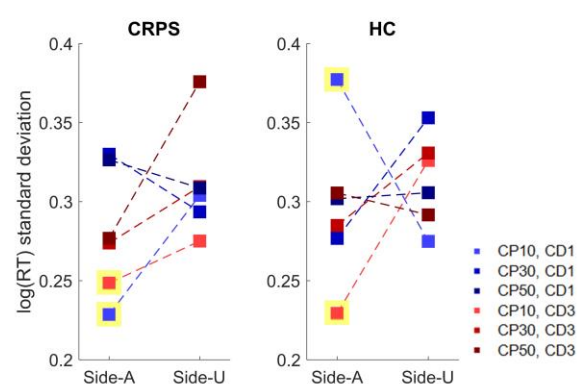 CRPS
HC
log(RT) standard deviation
0.4
0.35
0.3
0.25
0.2
Side-A Side-U
0.4
0.35
0.3
0.25
0.2
Side-A Side-U
CP10, CD1
CP30, CD1
CP50, CD1
CP10, CD3
CP30, CD3
CP50, CD3